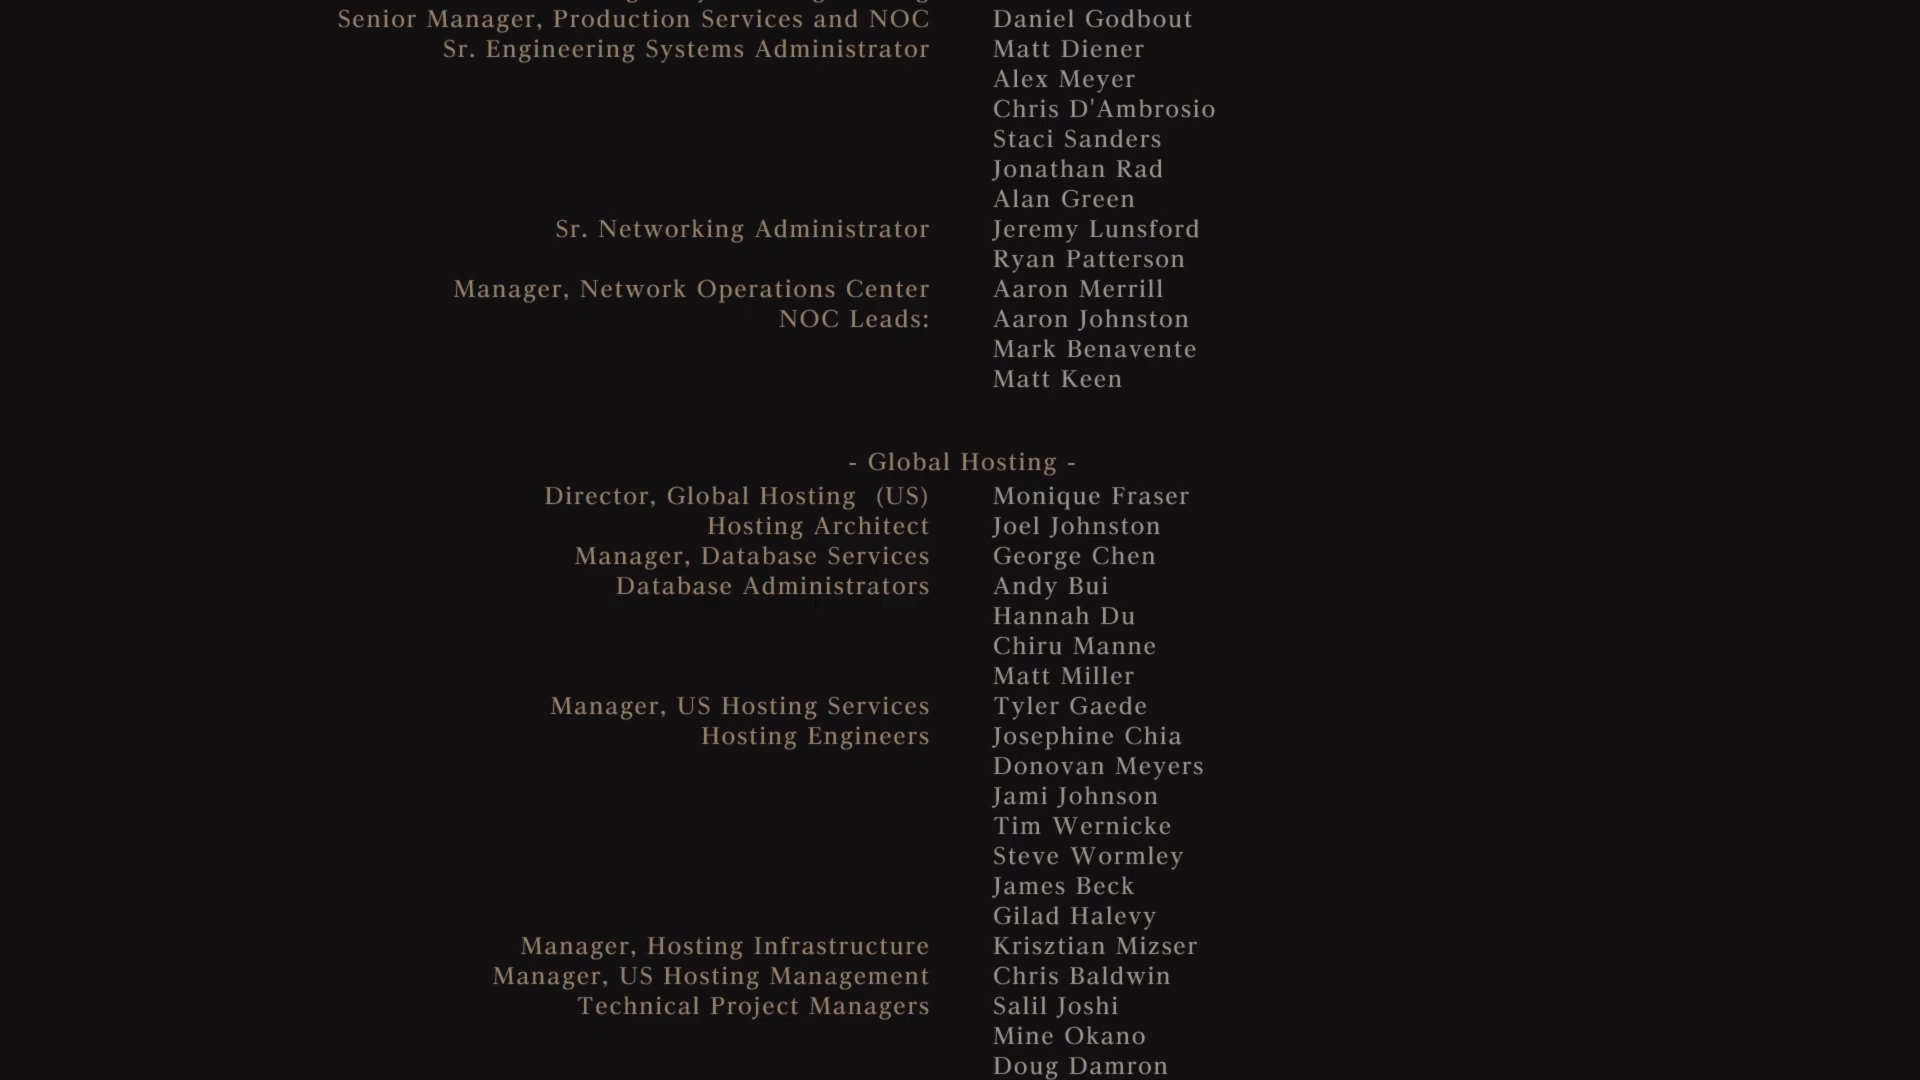 Senior Manager, Production Services and NOC Daniel Godbout
Sr. Engineering Systems Administrator Matt Diener
Alex Meyer
Chris D'Ambrosio
Staci Sanders
Jonathan Rad
Alan Green
Sr. Networking Administrator Jeremy Lunsford
Ryan Patterson
Manager, Network Operations Center Aaron Merrill
NOC Leads: Aaron Johnston
Mark Benavente
Matt Keen
- Global Hosting -
Director, Global Hosting (US) Monique Fraser
Hosting Architect Joel Johnston
Manager, Database Services George Chen
Database Administrators Andy Bui
Hannah Du
Chiru Manne
Matt Miller
Manager, US Hosting Services Tyler Gaede
Hosting Engineers Josephine Chia
Donovan Meyers
Jami Johnson
Tim Wernicke
Steve Wormley
James Beck
Gilad Halevy
Manager, Hosting Infrastructure Krisztian Mizser
Manager, US Hosting Management Chris Baldwin
Technical Project Managers Salil Joshi
Mine Okano
Doug Damron